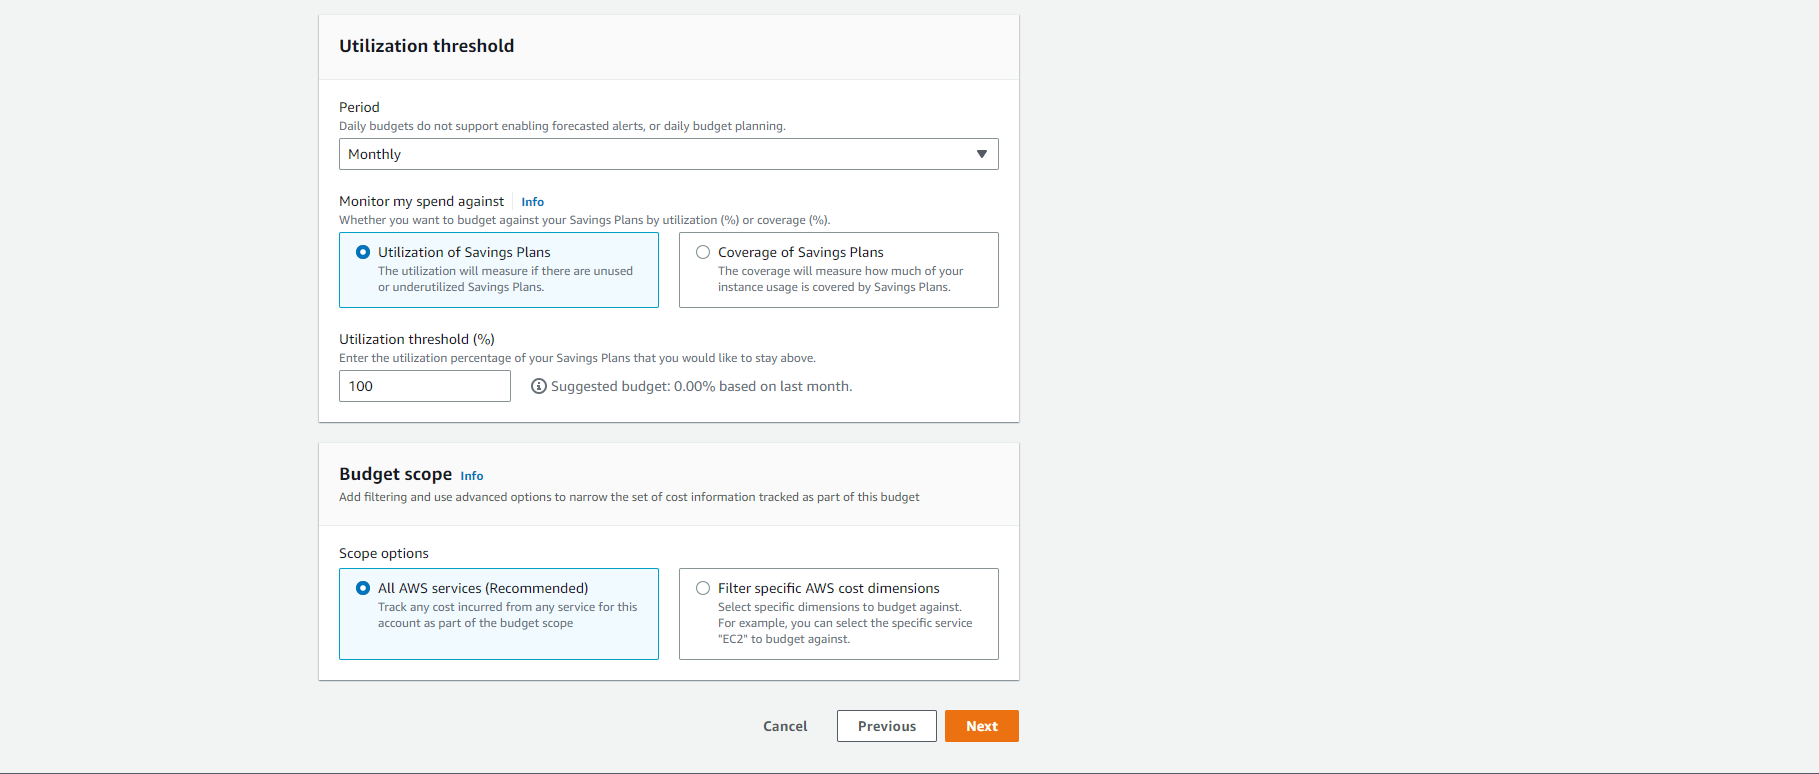 Utilization threshold
Period
Daily budgets do not support enabling forecasted alerts, or daily budget planning.
Monthly
Monitor my spend against Info
Whether you want to budget against your Savings Plans by utilization (%) or coverage (%).
Utilization of Savings Plans
The utilization will measure if there are unused
or underutilized Savings Plans.
Coverage of Savings Plans
The coverage will measure how much of your
instance usage is covered by Savings Plans.
Utilization threshold (%)
Enter the utilization percentage of your Savings Plans that you would like to stay above.
100
Suggested budget: 0.00% based on last month.
Budget scope Info
Add filtering and use advanced options to narrow the set of cost information tracked as part of this budget
Scope options
All AWS services (Recommended)
Track any cost incurred from any service for this
account as part of the budget scope
Filter specific AWS cost dimensions
Select specific dimensions to budget against.
For example, you can select the specific service
"EC2" to budget against.
Cancel
Previous
Next